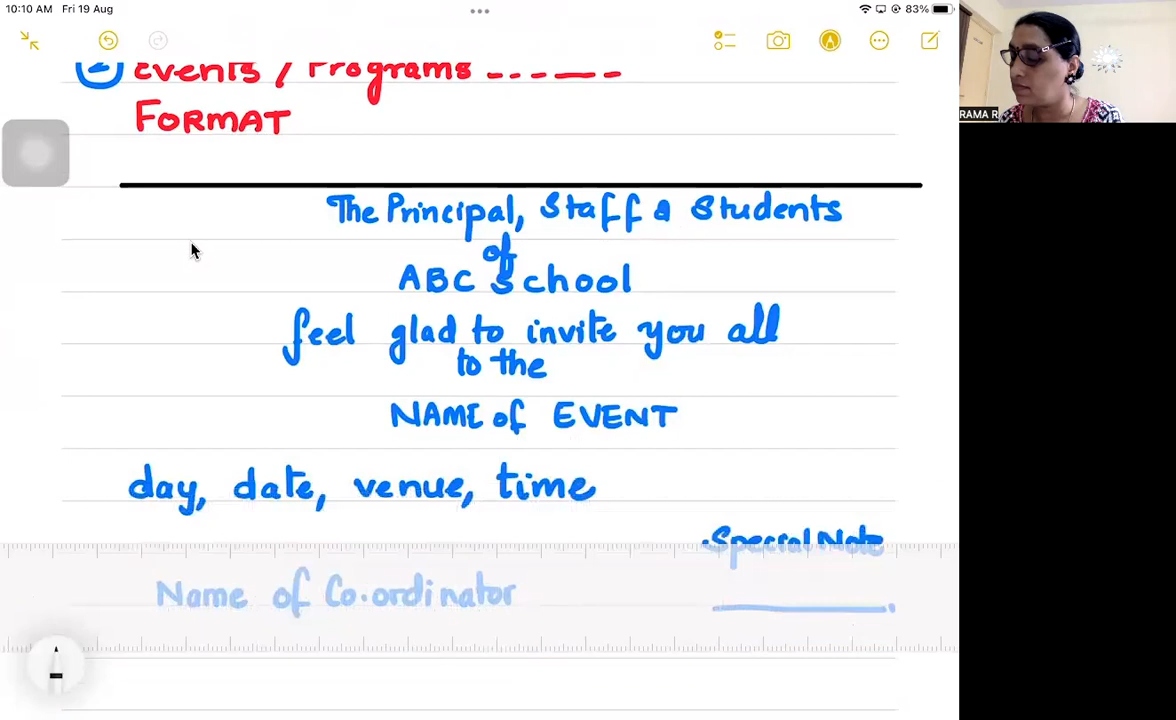 10:10 AM Fri 19 Aug
83%
2 Events / Programs
FORMAT
RAMA R
The Principal, Staff & Students
of
ABC School
feel glad to invite you all
to the
NAME of EVENT
day, date, venue, time
Special Note
Name of Co.ordinator